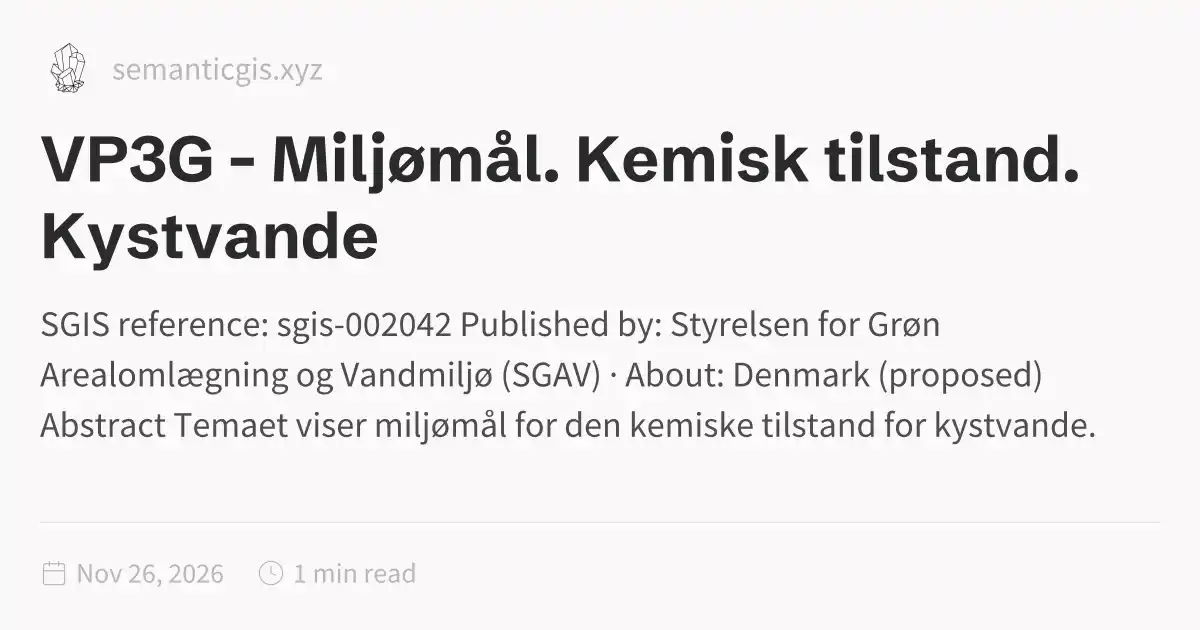 semanticgis.xyz
VP3G - Miljømål. Kemisk tilstand.
Kystvande
SGIS reference: sgis-002042 Published by: Styrelsen for Grøn
Arealomlægning og Vandmiljø (SGAV) · About: Denmark (proposed)
Abstract Temaet viser miljømål for den kemiske tilstand for kystvande.
Nov 26, 2026 1 min read